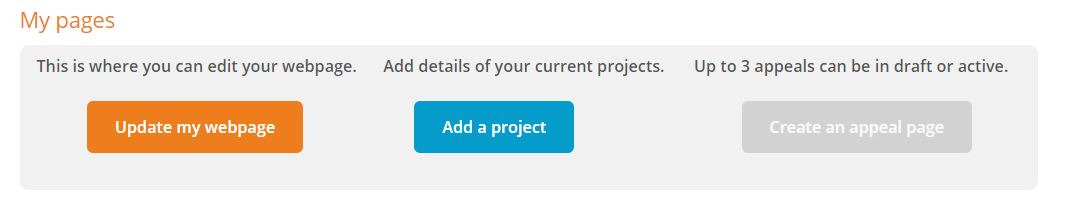 My pages
This is where you can edit your webpage.
Add details of your current projects.
Up to 3 appeals can be in draft or active.
Update my webpage
Add a project
Create an appeal page